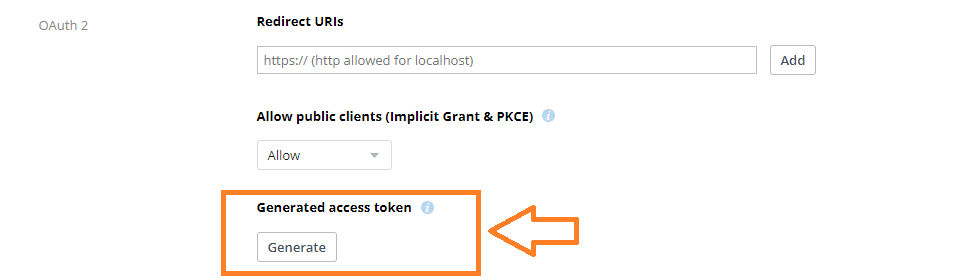 OAuth 2
Redirect URIs
https:// (http allowed for localhost)
Add
Allow public clients (Implicit Grant & PKCE)
Allow
Generated access token
Generate